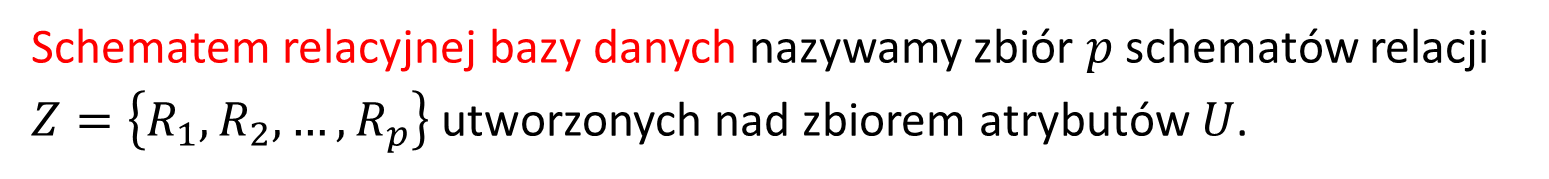 Schematem relacyjnej bazy danych nazywamy zbiór 𝑝 schematów relacji
𝑍 = {𝑅₁, 𝑅₂, … , 𝑅ₚ} utworzonych nad zbiorem atrybutów 𝑈.